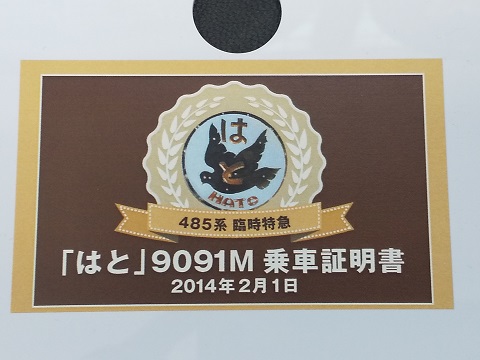 は
と
HATO
485系 臨時特急
「はと」9091M 乗車証明書
2014年2月1日